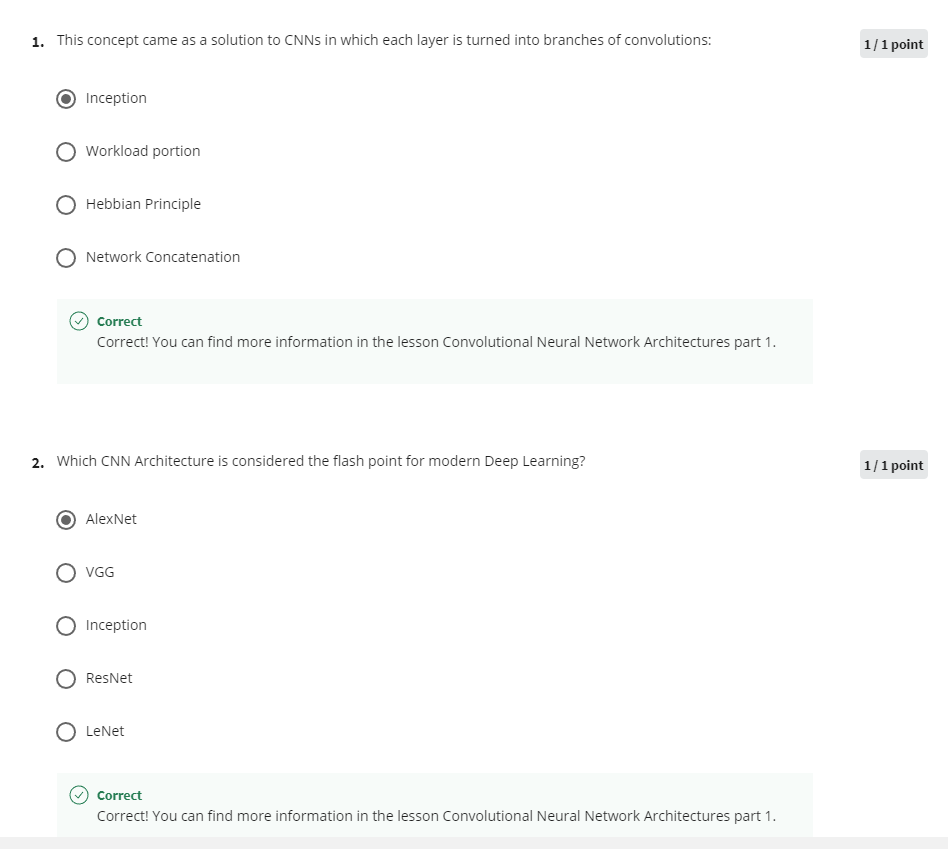 1. This concept came as a solution to CNNs in which each layer is turned into branches of convolutions:
1 / 1 point
Inception
Workload portion
Hebbian Principle
Network Concatenation
Correct
Correct! You can find more information in the lesson Convolutional Neural Network Architectures part 1.
2. Which CNN Architecture is considered the flash point for modern Deep Learning?
1 / 1 point
AlexNet
VGG
Inception
ResNet
LeNet
Correct
Correct! You can find more information in the lesson Convolutional Neural Network Architectures part 1.